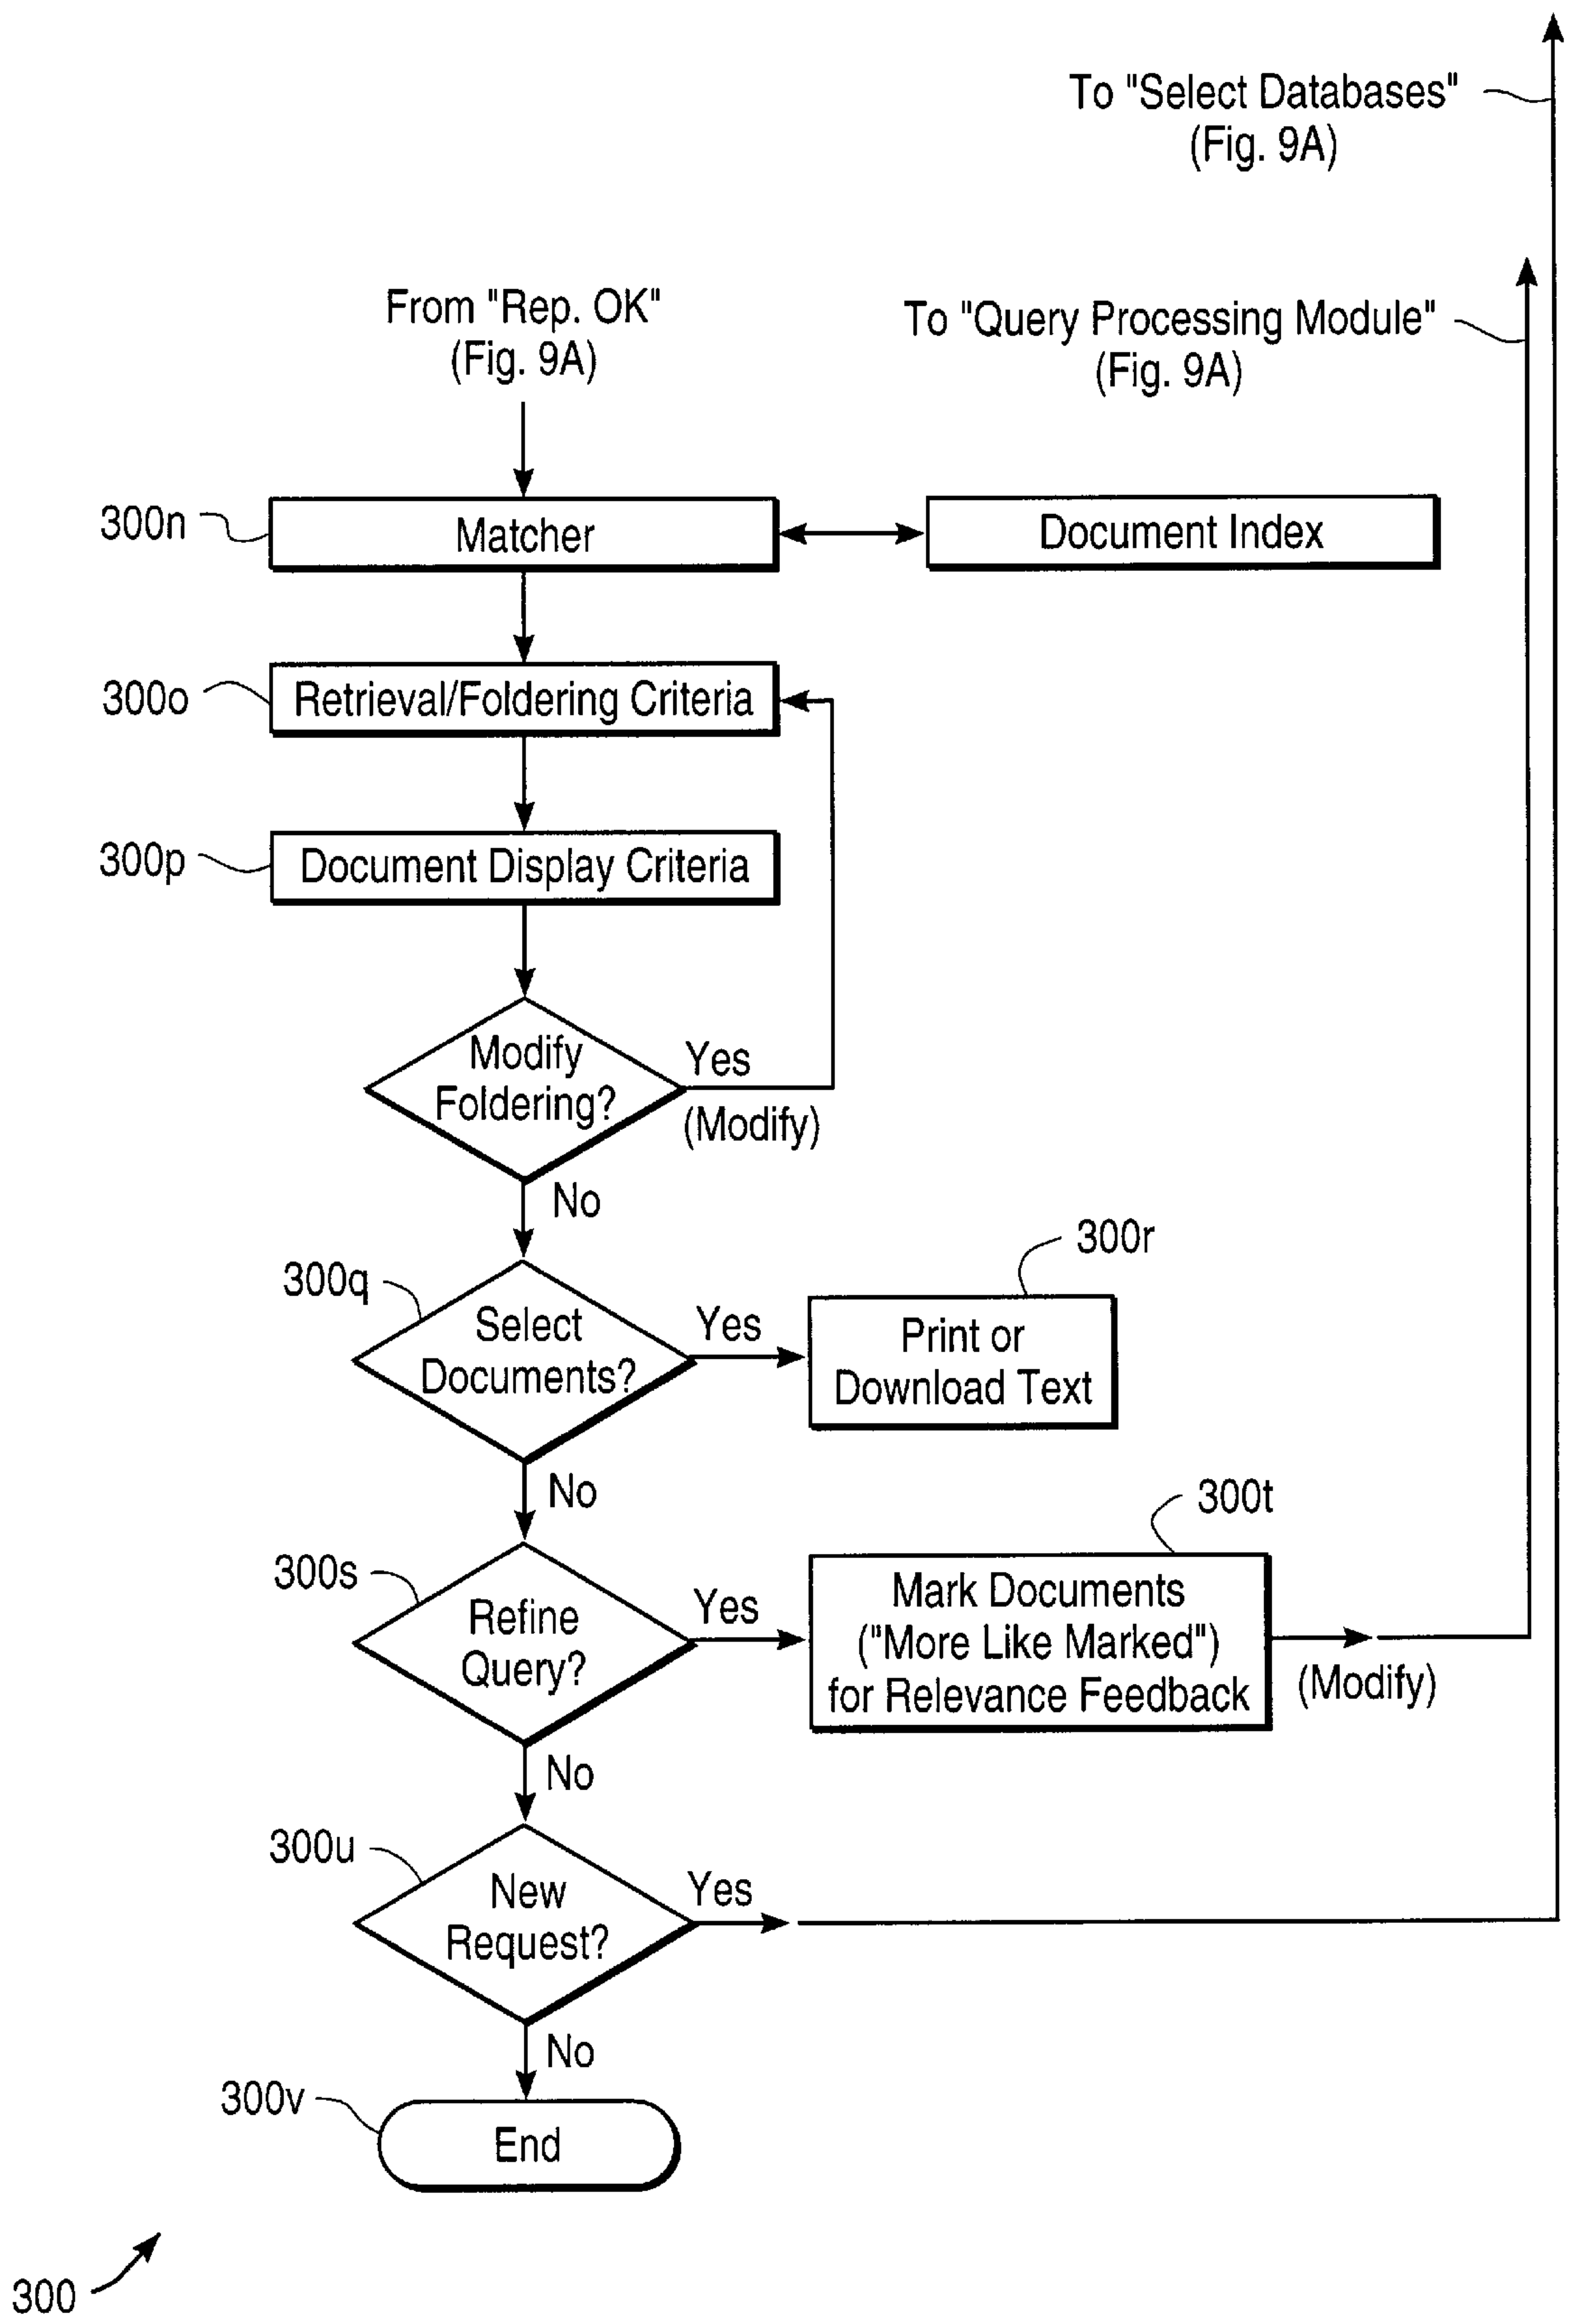 To "Select Databases"
(Fig. 9A)
From "Rep. OK"
(Fig. 9A)
To "Query Processing Module"
(Fig. 9A)
300n
Matcher
Document Index
300o
Retrieval/Foldering Criteria
300p
Document Display Criteria
Modify
Foldering?
Yes
(Modify)
No
300q
Select
Documents?
Yes
300r
Print or
Download Text
No
300s
Refine
Query?
Yes
300t
Mark Documents
("More Like Marked")
for Relevance Feedback
(Modify)
No
300u
New
Request?
Yes
No
300v
End
300